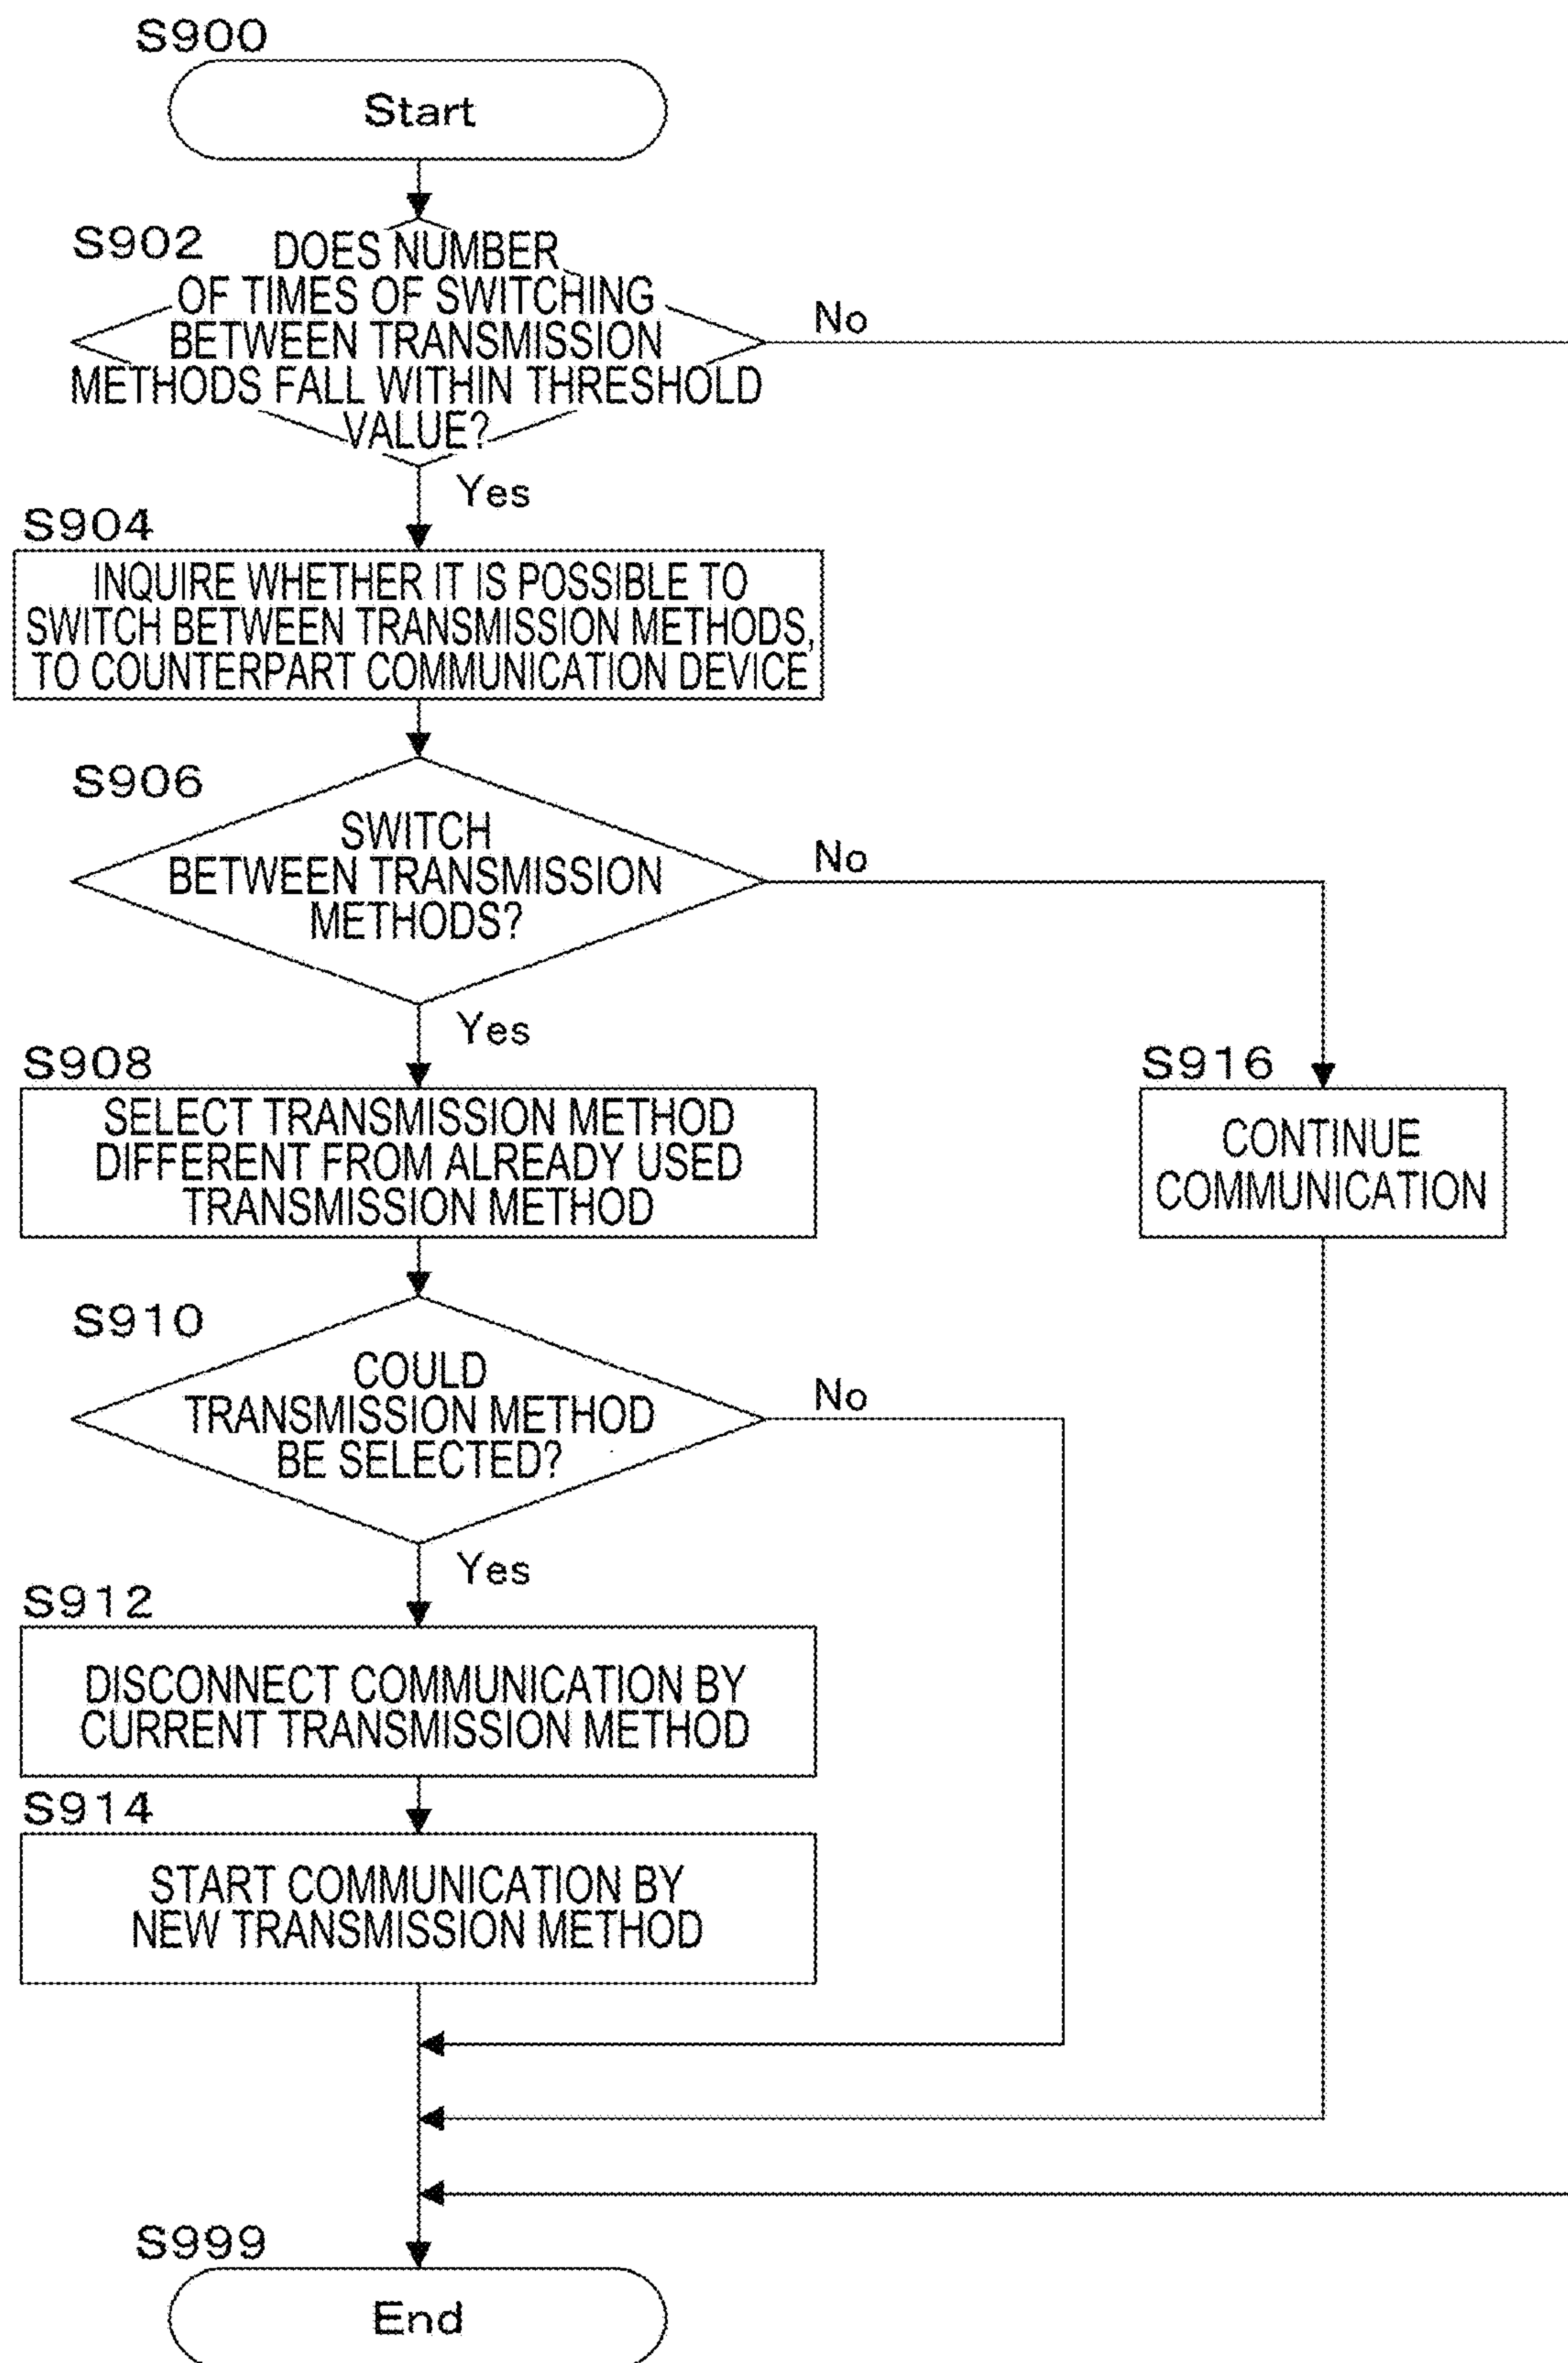 S900
Start
S902
DOES NUMBER
OF TIMES OF SWITCHING
BETWEEN TRANSMISSION
METHODS FALL WITHIN THRESHOLD
VALUE?
No
Yes
S904
INQUIRE WHETHER IT IS POSSIBLE TO
SWITCH BETWEEN TRANSMISSION METHODS,
TO COUNTERPART COMMUNICATION DEVICE
S906
SWITCH
BETWEEN TRANSMISSION
METHODS?
No
Yes
S908
SELECT TRANSMISSION METHOD
DIFFERENT FROM ALREADY USED
TRANSMISSION METHOD
S916
CONTINUE
COMMUNICATION
S910
COULD
TRANSMISSION METHOD
BE SELECTED?
No
Yes
S912
DISCONNECT COMMUNICATION BY
CURRENT TRANSMISSION METHOD
S914
START COMMUNICATION BY
NEW TRANSMISSION METHOD
S999
End